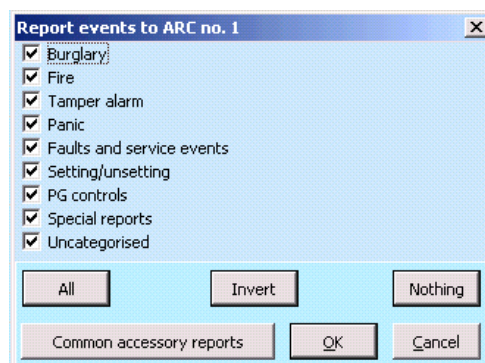 Report events to ARC no. 1
Burglary
Fire
Tamper alarm
Panic
Faults and service events
Setting/unsetting
PG controls
Special reports
Uncategorised
All Invert Nothing
Common accessory reports OK Cancel